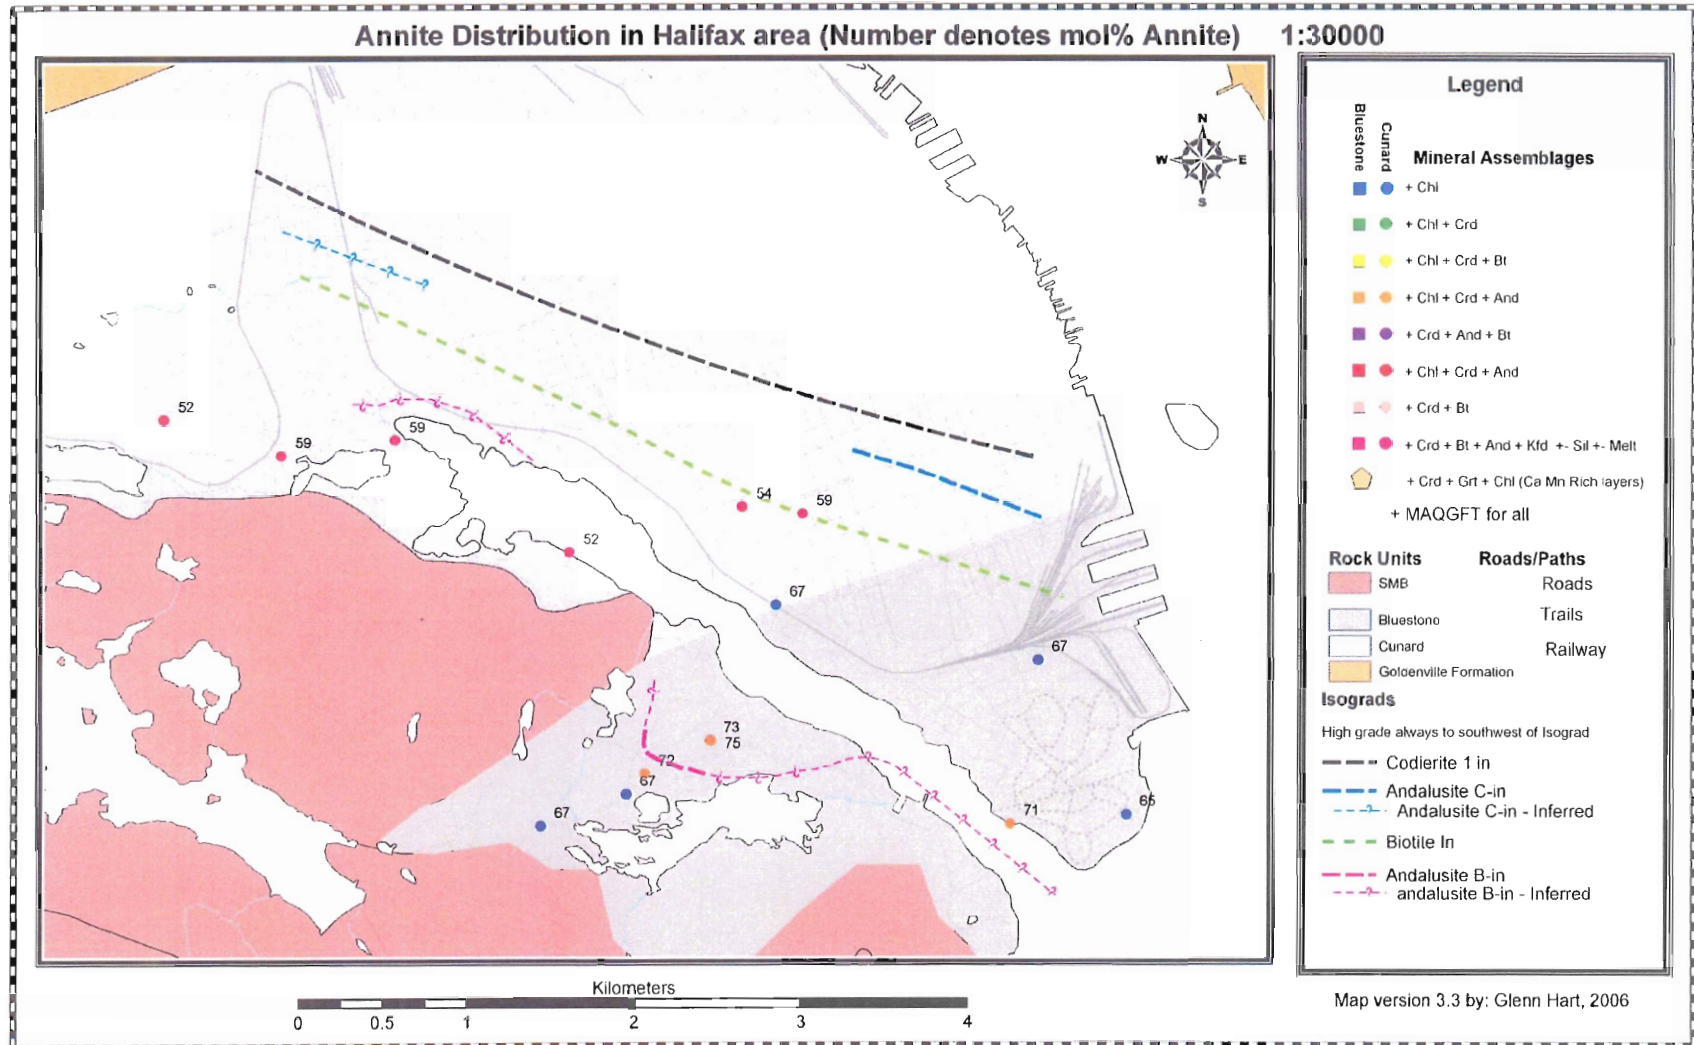 Annite Distribution in Halifax area (Number denotes mol% Annite) 1:30000
N
W E
S
52
59
59
54
59
52
67
67
73
75
72
67
67
71
65
Kilometers
0 0.5 1 2 3 4
Legend
Bluestone
Cunard
Mineral Assemblages
+ Chl
+ Chl + Crd
+ Chl + Crd + Bt
+ Chl + Crd + And
+ Crd + And + Bt
+ Chl + Crd + And
+ Crd + Bt
+ Crd + Bt + And + Kfd +- Sil +- Melt
+ Crd + Grt + Chl (Ca Mn Rich layers)
+ MAQGFT for all
Rock Units Roads/Paths
SMB Roads
Bluestono Trails
Cunard Railway
Goldenville Formation
Isograds
High grade always to southwest of Isograd
Codierite 1 in
Andalusite C-in
Andalusite C-in - Inferred
Biotite In
Andalusite B-in
andalusite B-in - Inferred
Map version 3.3 by: Glenn Hart, 2006